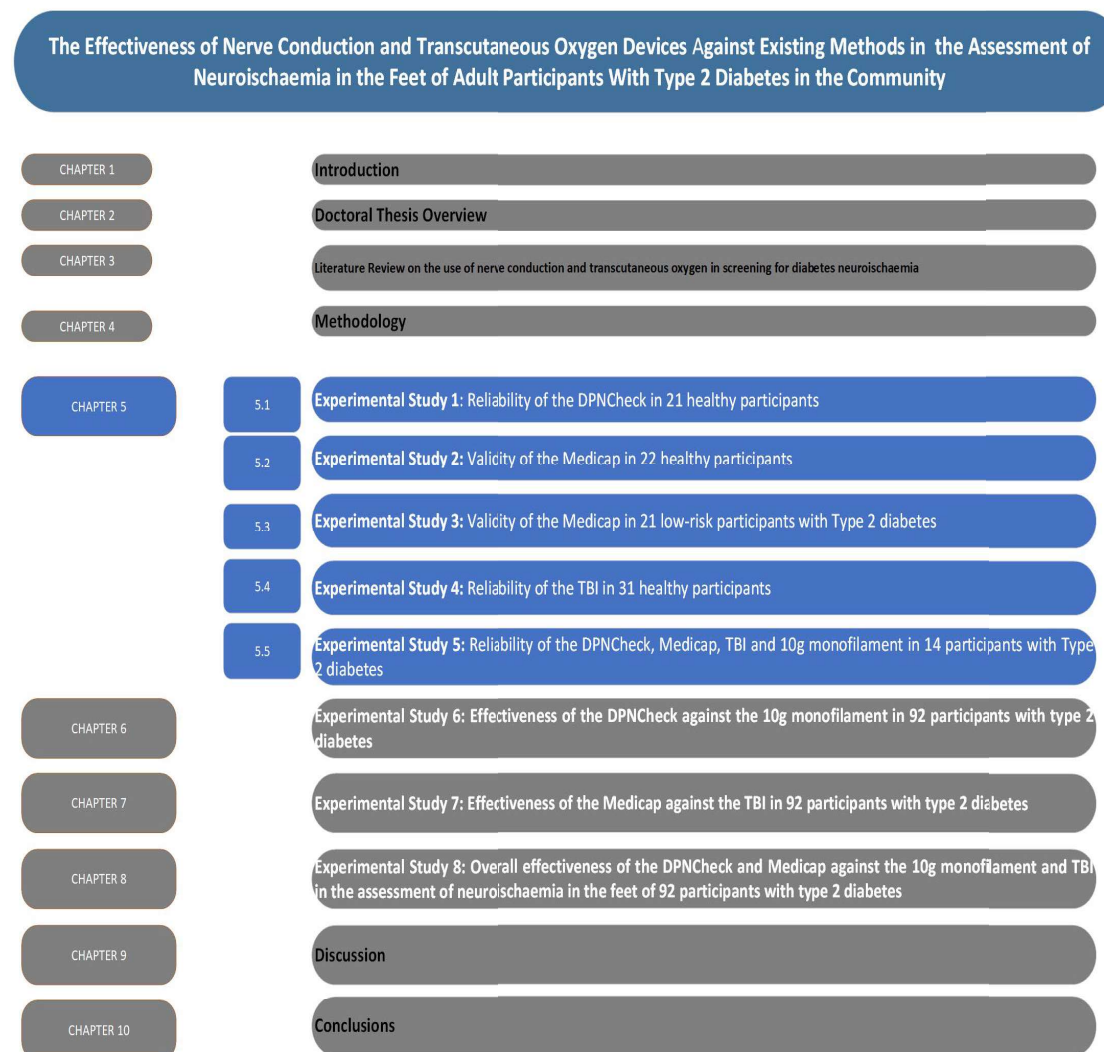 The Effectiveness of Nerve Conduction and Transcutaneous Oxygen Devices Against Existing Methods in the Assessment of
Neuroischaemia in the Feet of Adult Participants With Type 2 Diabetes in the Community
CHAPTER 1
Introduction
CHAPTER 2
Doctoral Thesis Overview
CHAPTER 3
Literature Review on the use of nerve conduction and transcutaneous oxygen in screening for diabetes neuroischaemia
CHAPTER 4
Methodology
CHAPTER 5
5.1
Experimental Study 1: Reliability of the DPNCheck in 21 healthy participants
5.2
Experimental Study 2: Validity of the Medicap in 22 healthy participants
5.3
Experimental Study 3: Validity of the Medicap in 21 low-risk participants with Type 2 diabetes
5.4
Experimental Study 4: Reliability of the TBI in 31 healthy participants
5.5
Experimental Study 5: Reliability of the DPNCheck, Medicap, TBI and 10g monofilament in 14 participants with Type
2 diabetes
CHAPTER 6
Experimental Study 6: Effectiveness of the DPNCheck against the 10g monofilament in 92 participants with type 2
diabetes
CHAPTER 7
Experimental Study 7: Effectiveness of the Medicap against the TBI in 92 participants with type 2 diabetes
CHAPTER 8
Experimental Study 8: Overall effectiveness of the DPNCheck and Medicap against the 10g monofilament and TBI
in the assessment of neuroischaemia in the feet of 92 participants with type 2 diabetes
CHAPTER 9
Discussion
CHAPTER 10
Conclusions